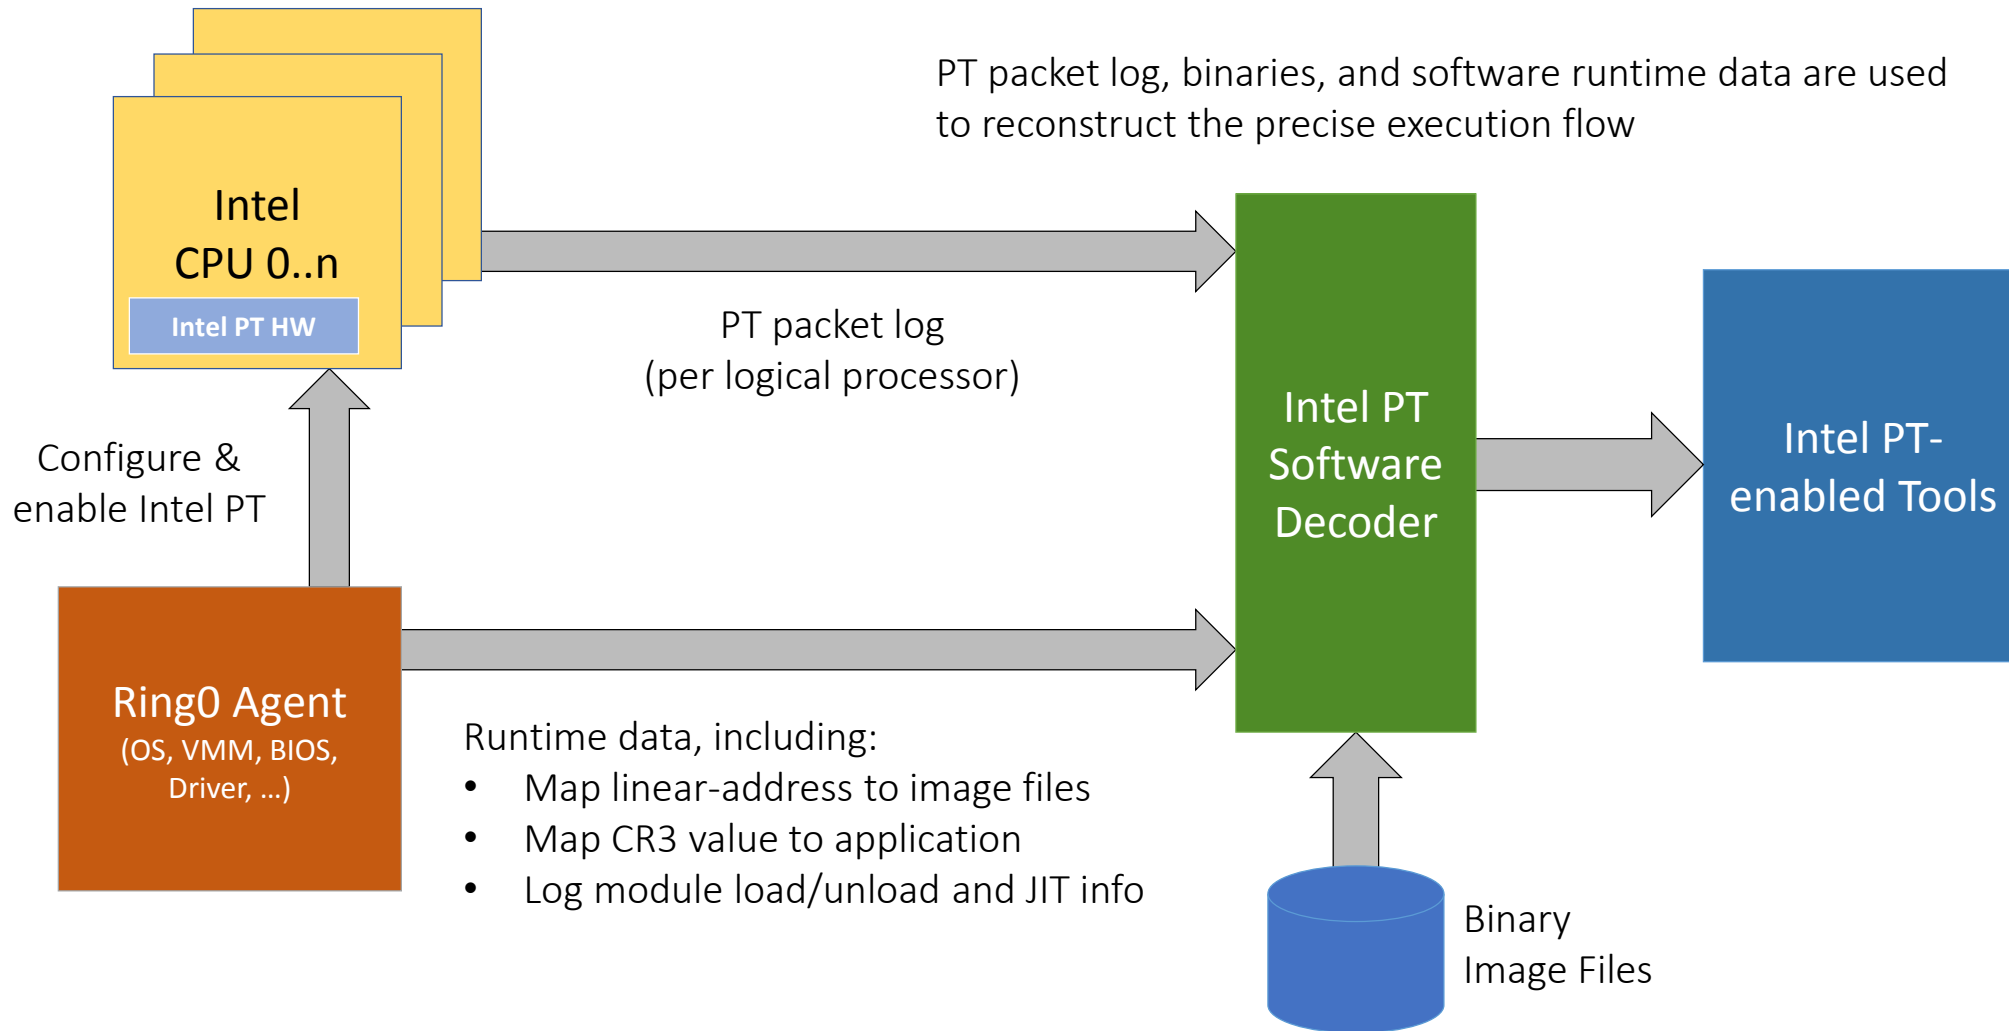 PT packet log, binaries, and software runtime data are used
to reconstruct the precise execution flow
Intel
CPU 0..n
Intel PT HW
PT packet log
(per logical processor)
Configure &
enable Intel PT
Intel PT
Software
Decoder
Intel PT-
enabled Tools
Ring0 Agent
(OS, VMM, BIOS,
Driver, ...)
Runtime data, including:
• Map linear-address to image files
• Map CR3 value to application
• Log module load/unload and JIT info
Binary
Image Files